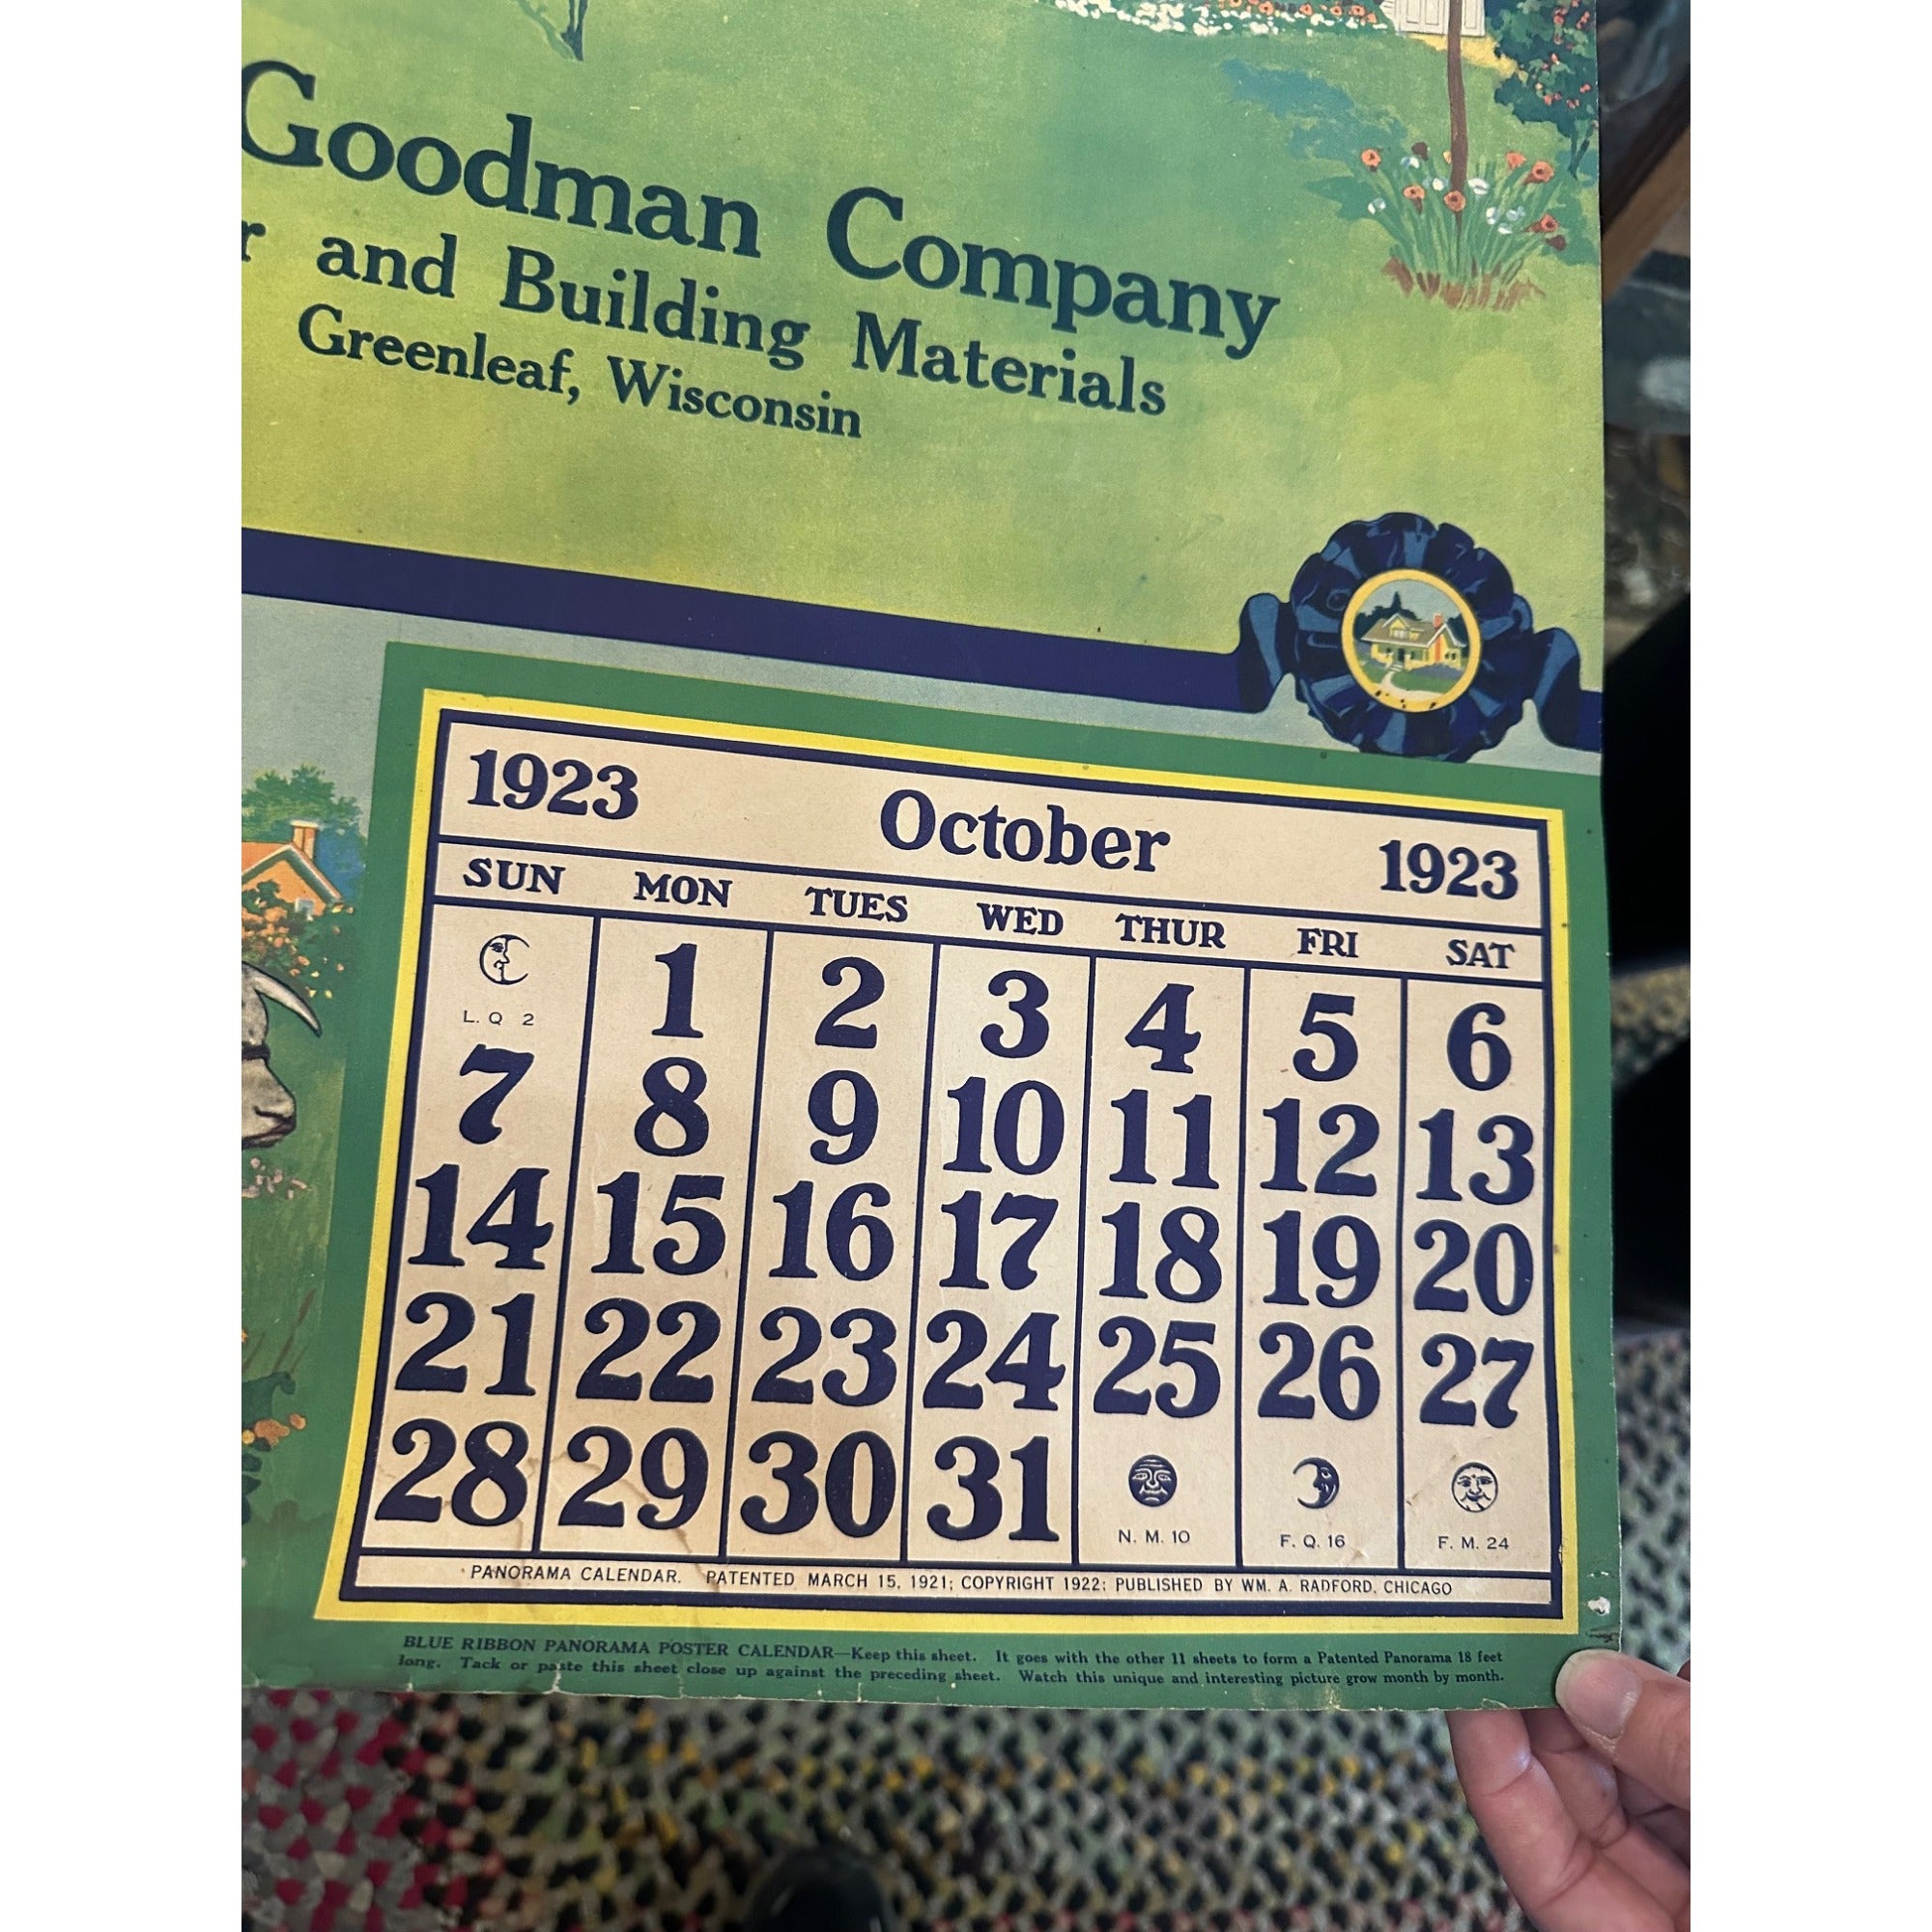 Goodman Company
and Building Materials
Greenleaf, Wisconsin
1923 October 1923
SUN MON TUES WED THUR FRI SAT
L. Q 2 1 2 3 4 5 6
7 8 9 10 11 12 13
14 15 16 17 18 19 20
21 22 23 24 25 26 27
28 29 30 31 N. M. 10 F. Q. 16 F. M. 24
PANORAMA CALENDAR. PATENTED MARCH 15, 1921; COPYRIGHT 1922; PUBLISHED BY WM. A. RADFORD, CHICAGO
BLUE RIBBON PANORAMA POSTER CALENDAR—Keep this sheet. It goes with the other 11 sheets to form a Patented Panorama 18 feet
long. Tack or paste this sheet close up against the preceding sheet. Watch this unique and interesting picture grow month by month.